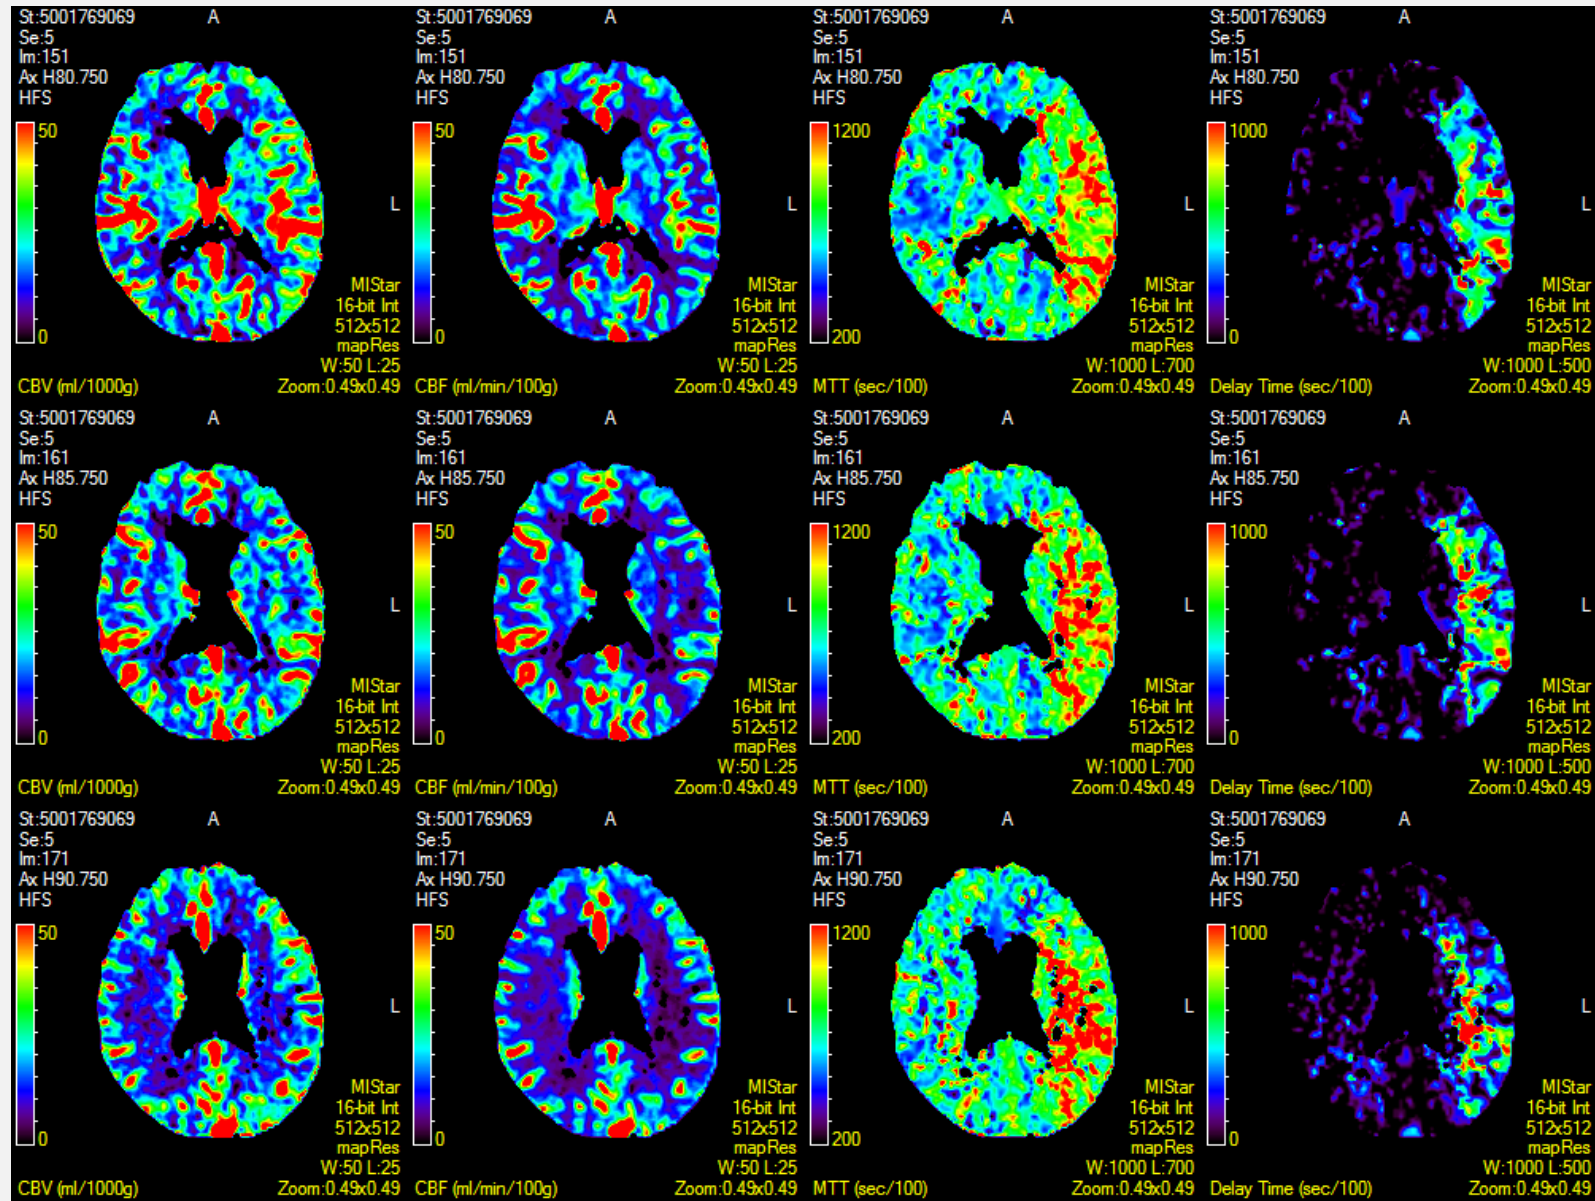 St:5001769069 A
Se:5
Im:151
Ax H80.750
HFS
50
L
MIStar
16-bit Int
512x512
mapRes
0
W:50 L:25
CBV (ml/1000g) Zoom:0.49x0.49
St:5001769069 A
Se:5
Im:151
Ax H80.750
HFS
50
L
MIStar
16-bit Int
512x512
mapRes
0
W:50 L:25
CBF (ml/min/100g) Zoom:0.49x0.49
St:5001769069 A
Se:5
Im:151
Ax H80.750
HFS
1200
L
MIStar
16-bit Int
512x512
mapRes
200
W:1000 L:700
MTT (sec/100) Zoom:0.49x0.49
St:5001769069 A
Se:5
Im:151
Ax H80.750
HFS
1000
L
MIStar
16-bit Int
512x512
mapRes
0
W:1000 L:500
Delay Time (sec/100) Zoom:0.49x0.49
St:5001769069 A
Se:5
Im:161
Ax H85.750
HFS
50
L
MIStar
16-bit Int
512x512
mapRes
0
W:50 L:25
CBV (ml/1000g) Zoom:0.49x0.49
St:5001769069 A
Se:5
Im:161
Ax H85.750
HFS
50
L
MIStar
16-bit Int
512x512
mapRes
0
W:50 L:25
CBF (ml/min/100g) Zoom:0.49x0.49
St:5001769069 A
Se:5
Im:161
Ax H85.750
HFS
1200
L
MIStar
16-bit Int
512x512
mapRes
200
W:1000 L:700
MTT (sec/100) Zoom:0.49x0.49
St:5001769069 A
Se:5
Im:161
Ax H85.750
HFS
1000
L
MIStar
16-bit Int
512x512
mapRes
0
W:1000 L:500
Delay Time (sec/100) Zoom:0.49x0.49
St:5001769069 A
Se:5
Im:171
Ax H90.750
HFS
50
L
MIStar
16-bit Int
512x512
mapRes
0
W:50 L:25
CBV (ml/1000g) Zoom:0.49x0.49
St:5001769069 A
Se:5
Im:171
Ax H90.750
HFS
50
L
MIStar
16-bit Int
512x512
mapRes
0
W:50 L:25
CBF (ml/min/100g) Zoom:0.49x0.49
St:5001769069 A
Se:5
Im:171
Ax H90.750
HFS
1200
L
MIStar
16-bit Int
512x512
mapRes
200
W:1000 L:700
MTT (sec/100) Zoom:0.49x0.49
St:5001769069 A
Se:5
Im:171
Ax H90.750
HFS
1000
L
MIStar
16-bit Int
512x512
mapRes
0
W:1000 L:500
Delay Time (sec/100) Zoom:0.49x0.49